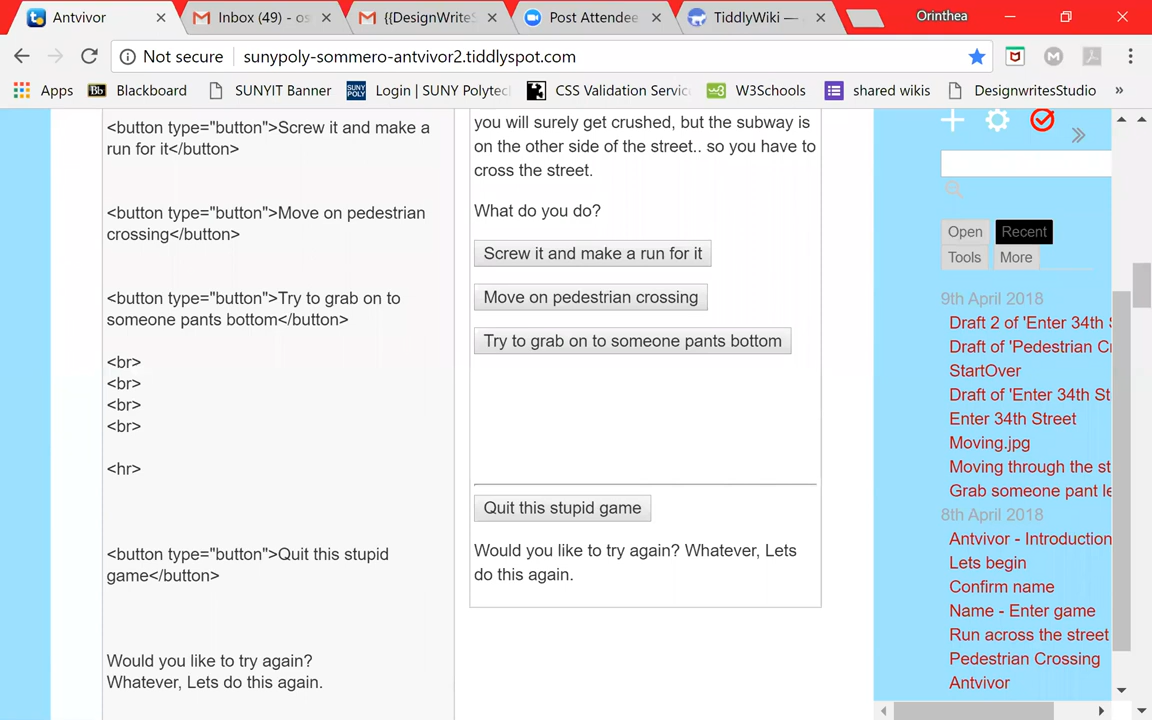 Antvivor
Inbox (49) - os
{{DesignWriteS
Post Attendee
TiddlyWiki —
Orinthea
Not secure
sunypoly-sommero-antvivor2.tiddlyspot.com
Apps
Bb
Blackboard
SUNYIT Banner
SUNY POLY
Login | SUNY Polytec
CSS Validation Servic
w3
W3Schools
shared wikis
DesignwritesStudio
»
<button type="button">Screw it and make a
run for it</button>
<button type="button">Move on pedestrian
crossing</button>
<button type="button">Try to grab on to
someone pants bottom</button>
<br>
<br>
<br>
<br>
<hr>
<button type="button">Quit this stupid
game</button>
Would you like to try again?
Whatever, Lets do this again.
you will surely get crushed, but the subway is
on the other side of the street.. so you have to
cross the street.
What do you do?
Screw it and make a run for it
Move on pedestrian crossing
Try to grab on to someone pants bottom
Quit this stupid game
Would you like to try again? Whatever, Lets
do this again.
Open
Recent
Tools
More
9th April 2018
Draft 2 of 'Enter 34th S
Draft of 'Pedestrian Cr
StartOver
Draft of 'Enter 34th St
Enter 34th Street
Moving.jpg
Moving through the st
Grab someone pant le
8th April 2018
Antvivor - Introduction
Lets begin
Confirm name
Name - Enter game
Run across the street
Pedestrian Crossing
Antvivor